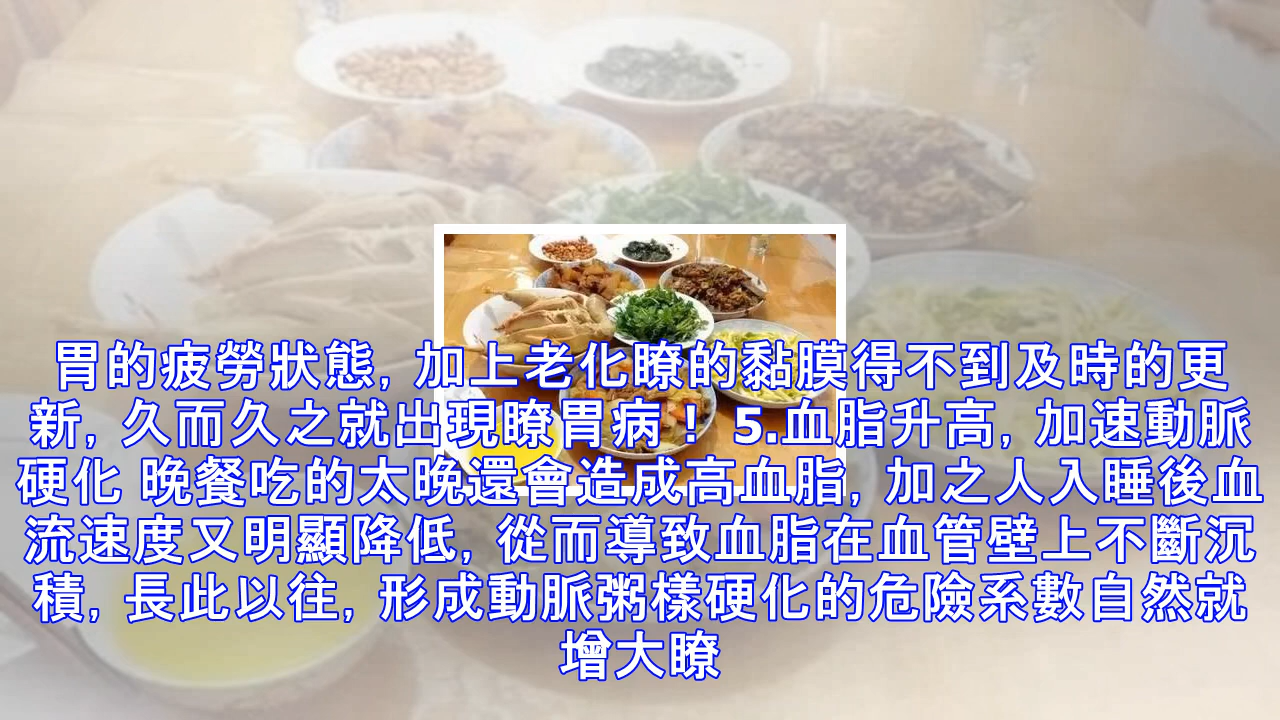 胃的疲勞狀態, 加上老化瞭的黏膜得不到及時的更
新, 久而久之就出現瞭胃病！ 5.血脂升高, 加速動脈
硬化 晚餐吃的太晚還會造成高血脂, 加之人入睡後血
流速度又明顯降低, 從而導致血脂在血管壁上不斷沉
積, 長此以往, 形成動脈粥樣硬化的危險系數自然就
增大瞭